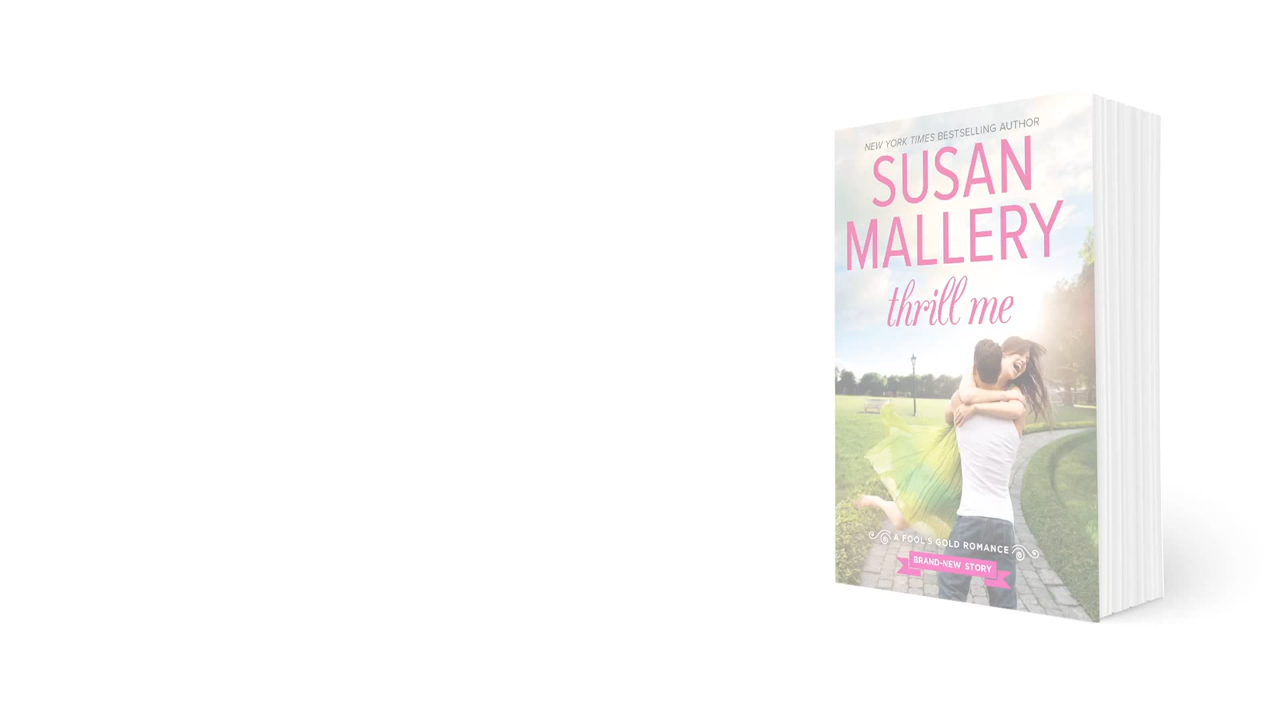 NEW YORK TIMES BESTSELLING AUTHOR
SUSAN
MALLERY
thrill me
A FOOL'S GOLD ROMANCE
BRAND-NEW STORY